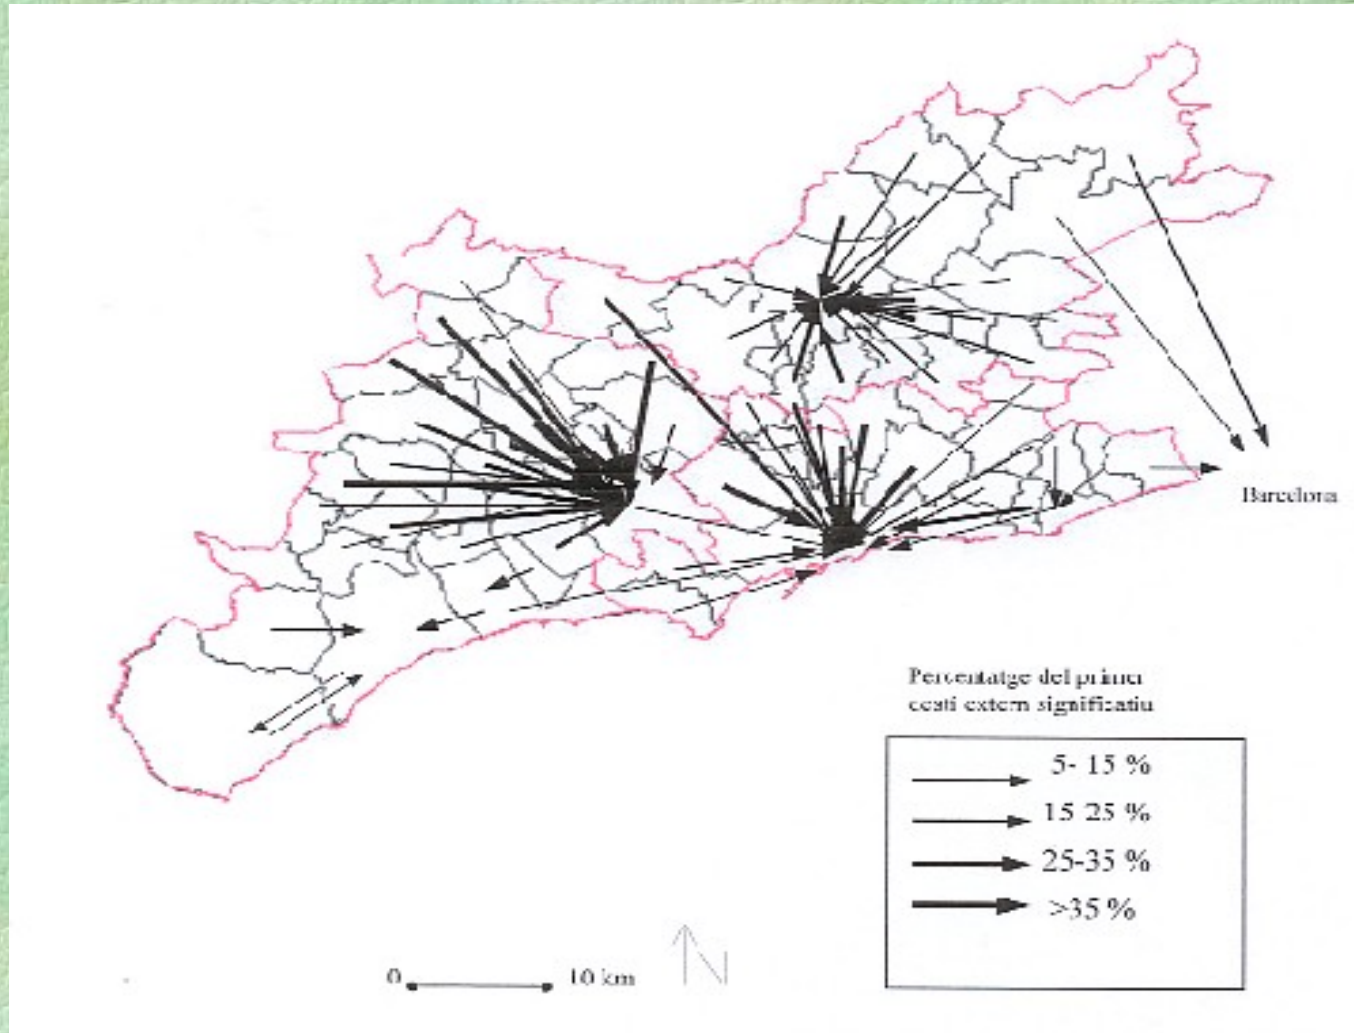 Barcelona
Percentatge del primer
destí extern significatiu
5- 15 %
15 25 %
25-35 %
>35 %
0
10 km
N